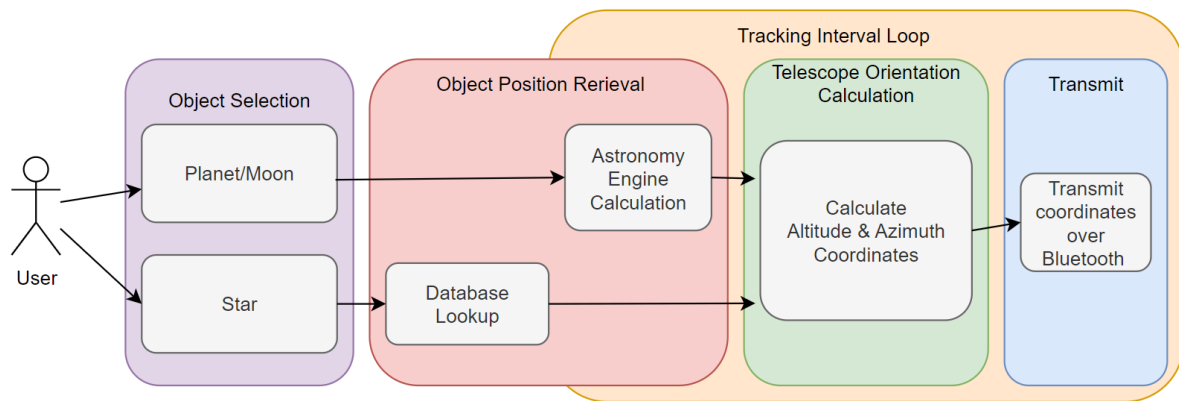 Tracking Interval Loop
Object Selection
Object Position Rerieval
Telescope Orientation
Calculation
Transmit
Planet/Moon
Astronomy
Engine
Calculation
Calculate
Altitude & Azimuth
Coordinates
Transmit
coordinates
over
Bluetooth
User
Star
Database
Lookup